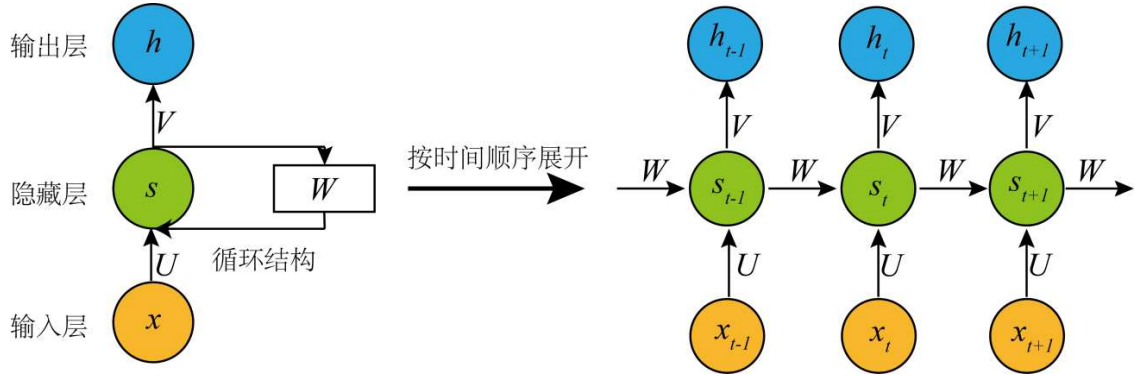 输出层 h h_{t-1} h_t h_{t+1}
V V V V
隐藏层 s W 按时间顺序展开 W s_{t-1} W s_t W s_{t+1} W
U 循环结构 U U U
输入层 x x_{t-1} x_t x_{t+1}